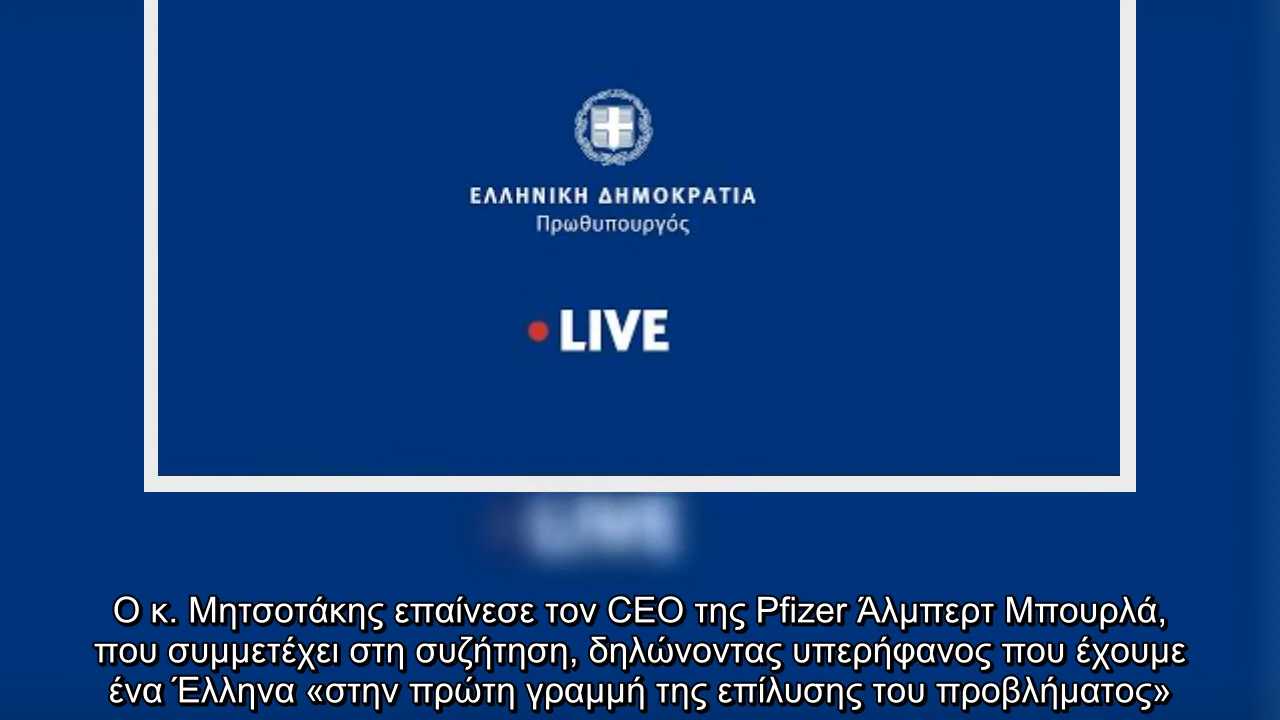 ΕΛΛΗΝΙΚΗ ΔΗΜΟΚΡΑΤΙΑ
Πρωθυπουργός
LIVE
LIVE
Ο κ. Μητσοτάκης επαίνεσε τον CEO της Pfizer Άλμπερτ Μπουρλά,
που συμμετέχει στη συζήτηση, δηλώνοντας υπερήφανος που έχουμε
ένα Έλληνα «στην πρώτη γραμμή της επίλυσης του προβλήματος»